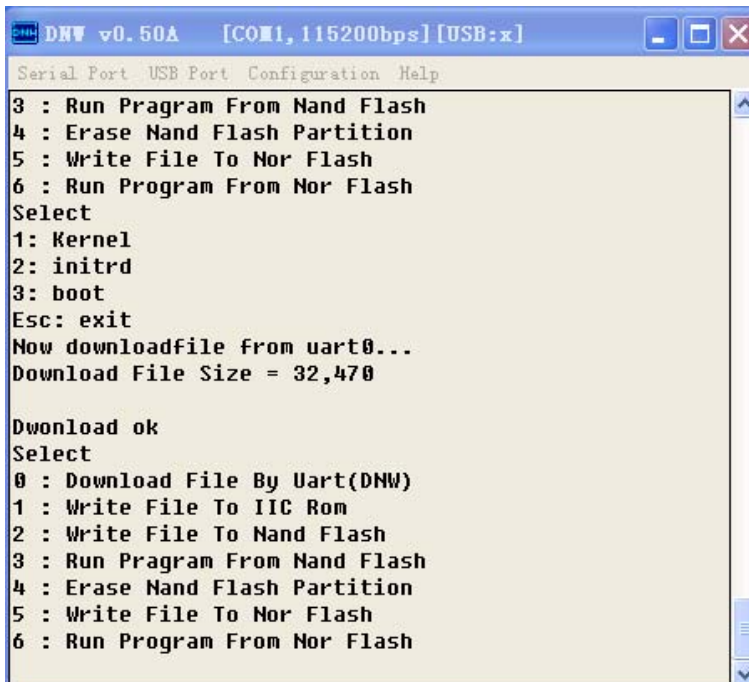 DNW v0.50A [COM1,115200bps][USB:x]
Serial Port USB Port Configuration Help
3 : Run Pragram From Nand Flash
4 : Erase Nand Flash Partition
5 : Write File To Nor Flash
6 : Run Program From Nor Flash
Select
1: Kernel
2: initrd
3: boot
Esc: exit
Now downloadfile from uart0...
Download File Size = 32,470
Dwonload ok
Select
0 : Download File By Uart(DNW)
1 : Write File To IIC Rom
2 : Write File To Nand Flash
3 : Run Pragram From Nand Flash
4 : Erase Nand Flash Partition
5 : Write File To Nor Flash
6 : Run Program From Nor Flash